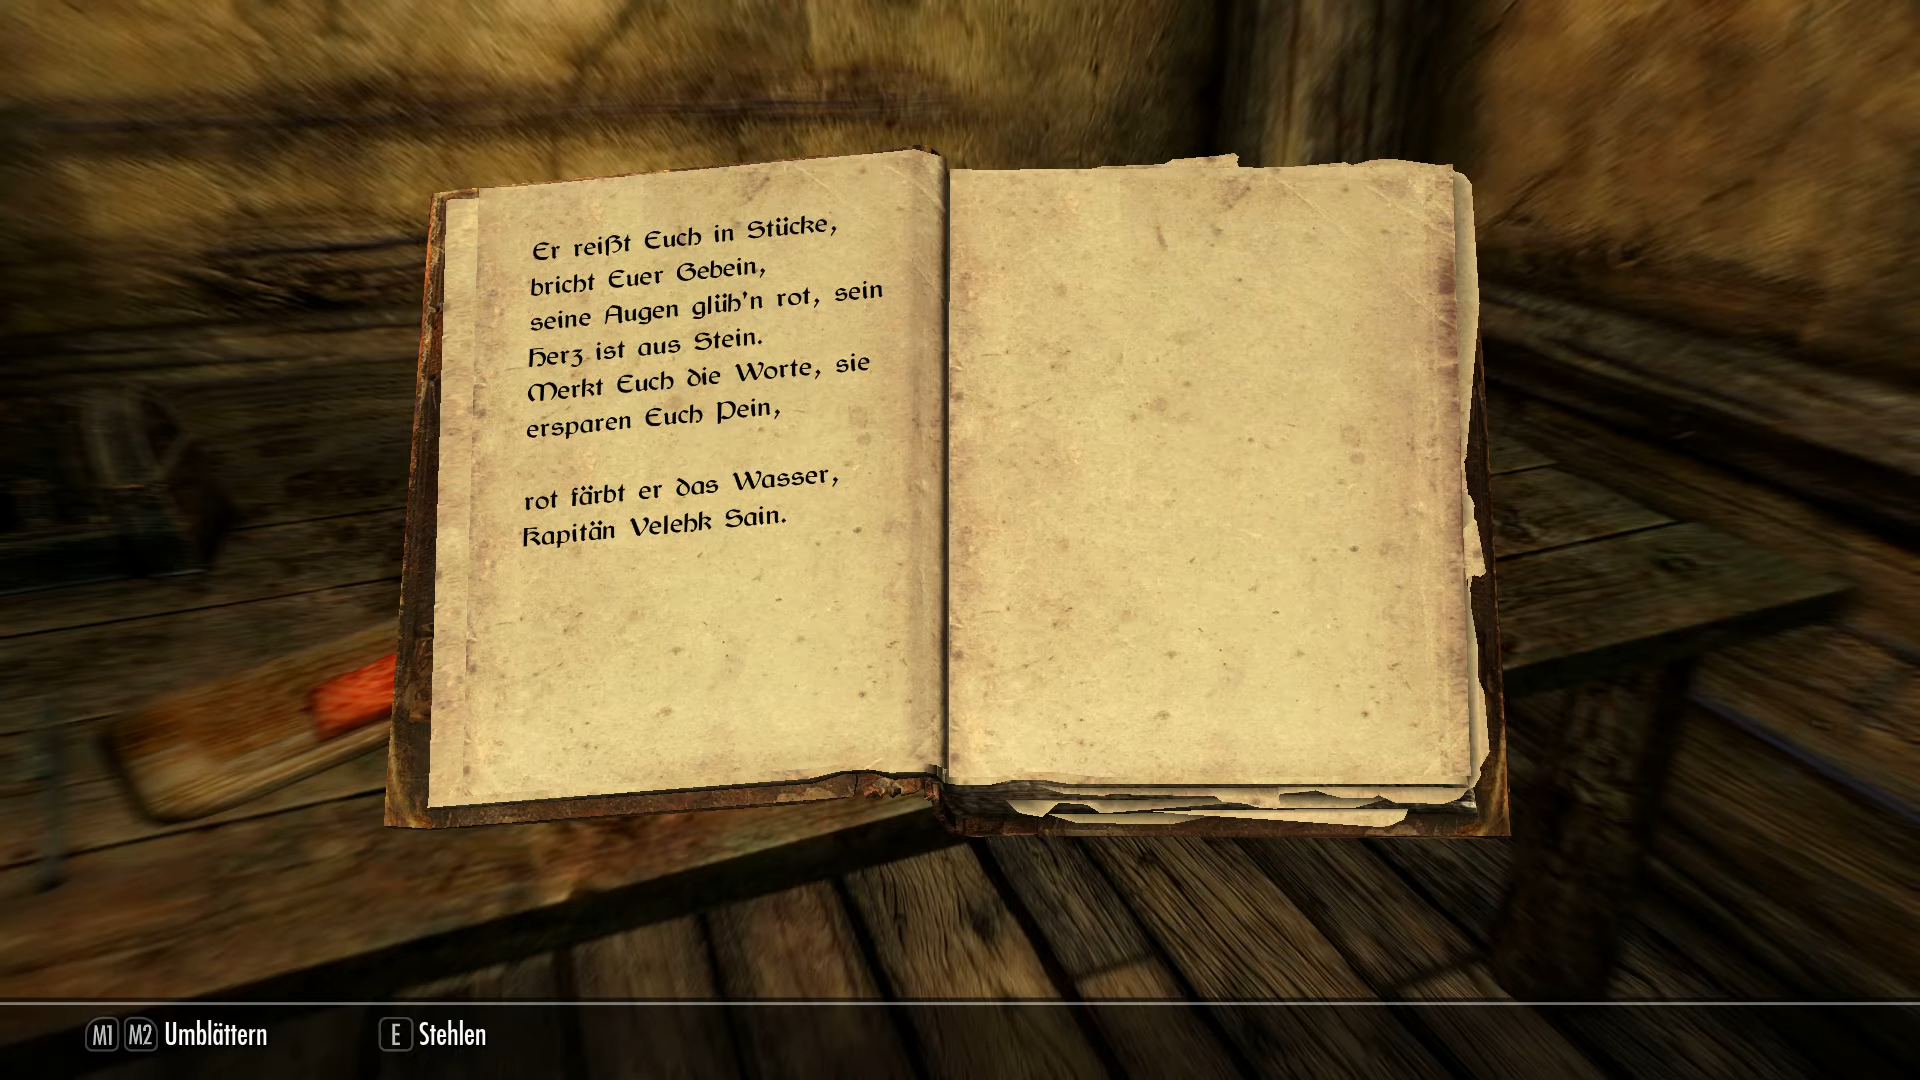 Er reißt Euch in Stücke,
bricht Euer Gebein,
seine Augen glüh'n rot, sein
Herz ist aus Stein.
Merkt Euch die Worte, sie
ersparen Euch Pein,
rot färbt er das Wasser,
Kapitän Velehk Sain.
M1 M2 Umblättern E Stehlen